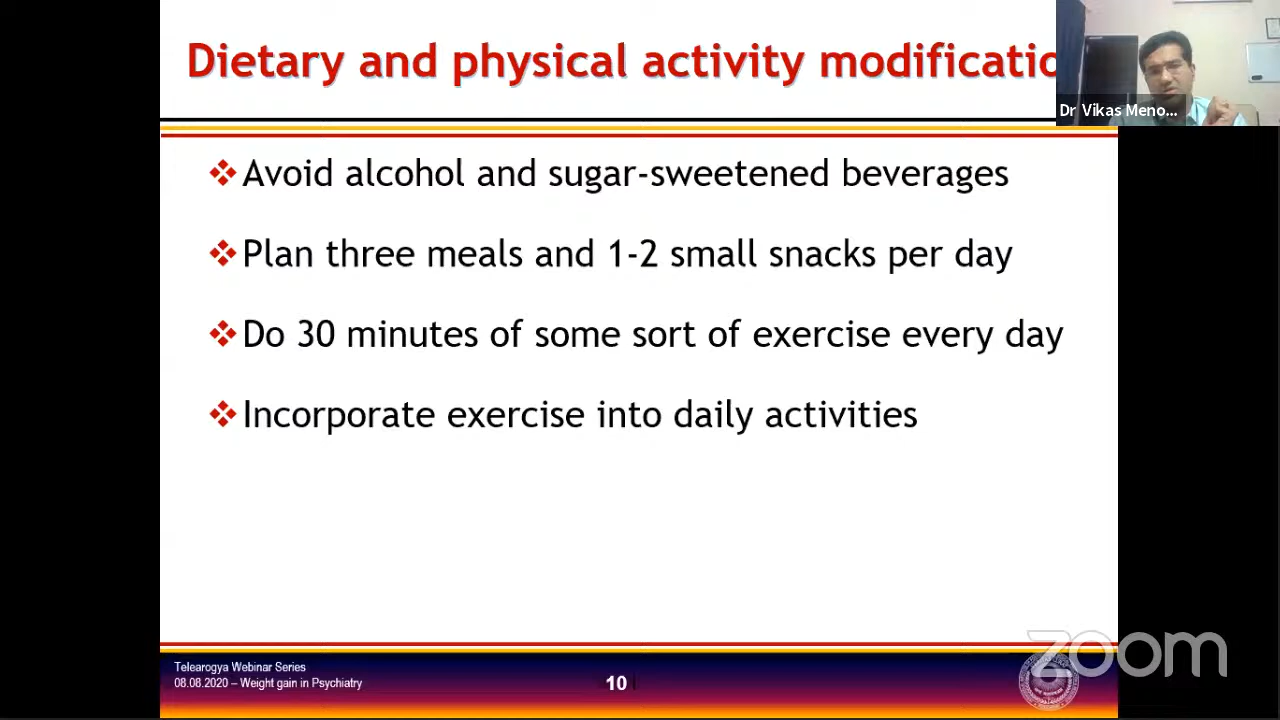 Dietary and physical activity modificatio
Dr Vikas Meno...
Avoid alcohol and sugar-sweetened beverages
Plan three meals and 1-2 small snacks per day
Do 30 minutes of some sort of exercise every day
Incorporate exercise into daily activities
Telearogya Webinar Series
08.08.2020 – Weight gain in Psychiatry
10
zoom